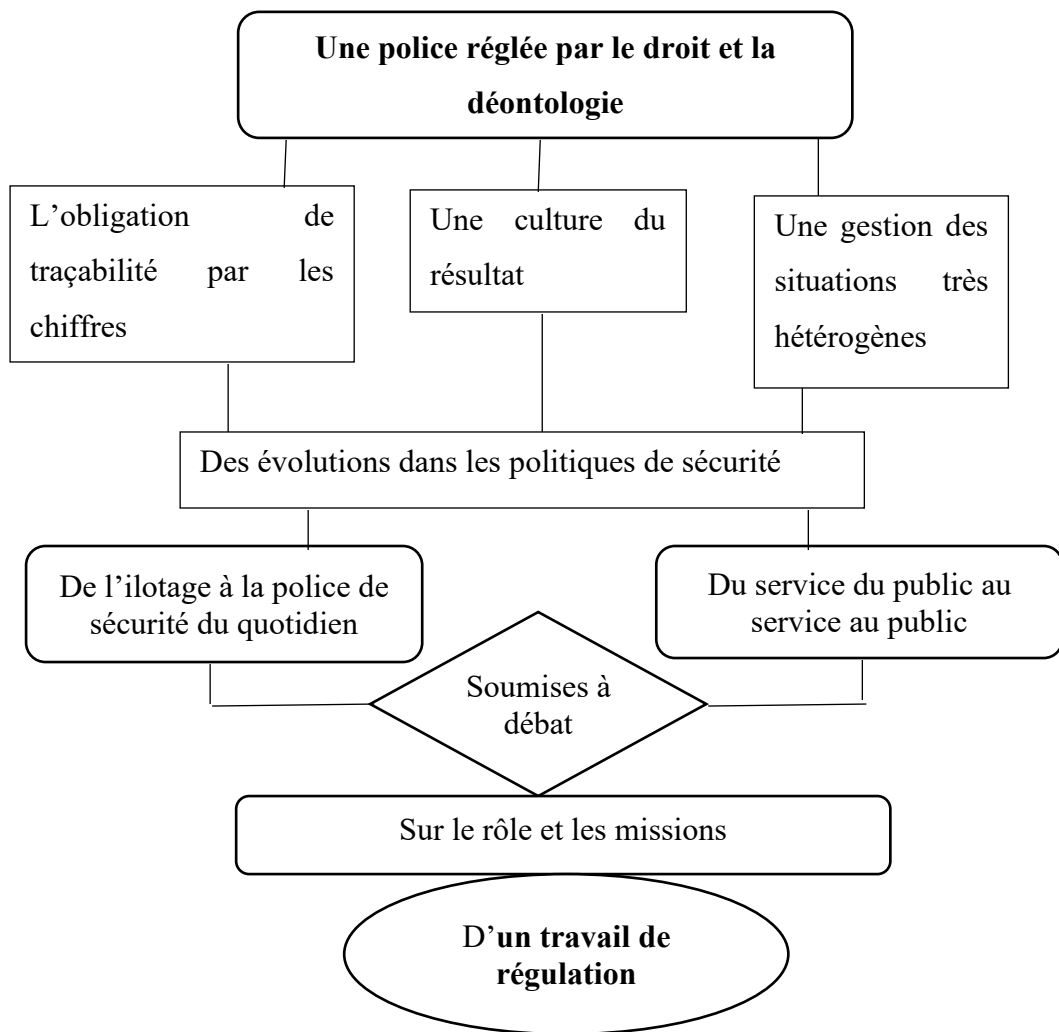 Une police réglée par le droit et la
déontologie
L’obligation de
traçabilité par les
chiffres
Une culture du
résultat
Une gestion des
situations très
hétérogènes
Des évolutions dans les politiques de sécurité
De l’ilotage à la police de
sécurité du quotidien
Du service du public au
service au public
Soumises à
débat
Sur le rôle et les missions
D’un travail de
régulation